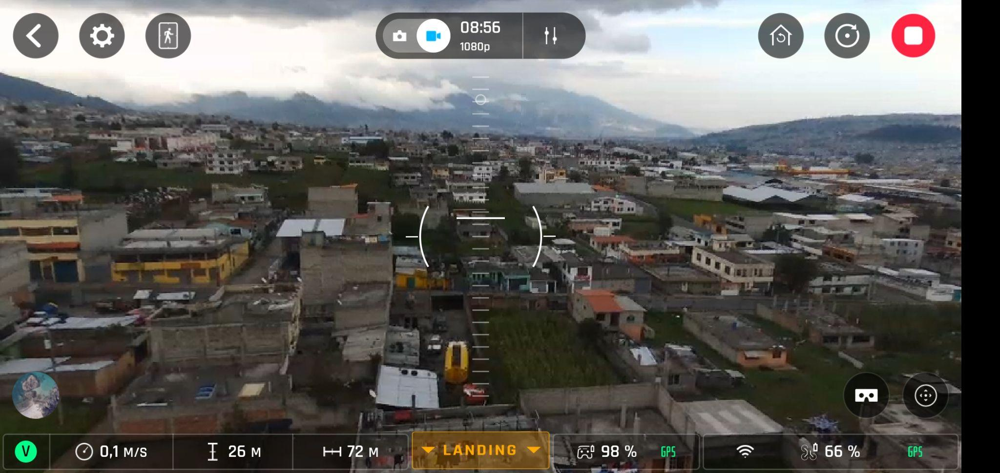 08:56
1080p
V
0,1 M/S
26 M
72 M
LANDING
98 %
GPS
66 %
GPS